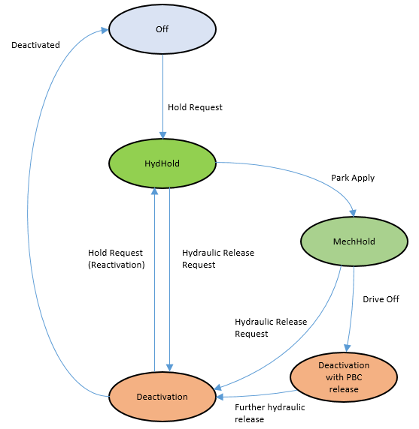 Off
Deactivated
Hold Request
HydHold
Park Apply
MechHold
Hold Request
(Reactivation)
Hydraulic Release
Request
Drive Off
Hydraulic Release
Request
Deactivation
with PBC
release
Deactivation
Further hydraulic
release